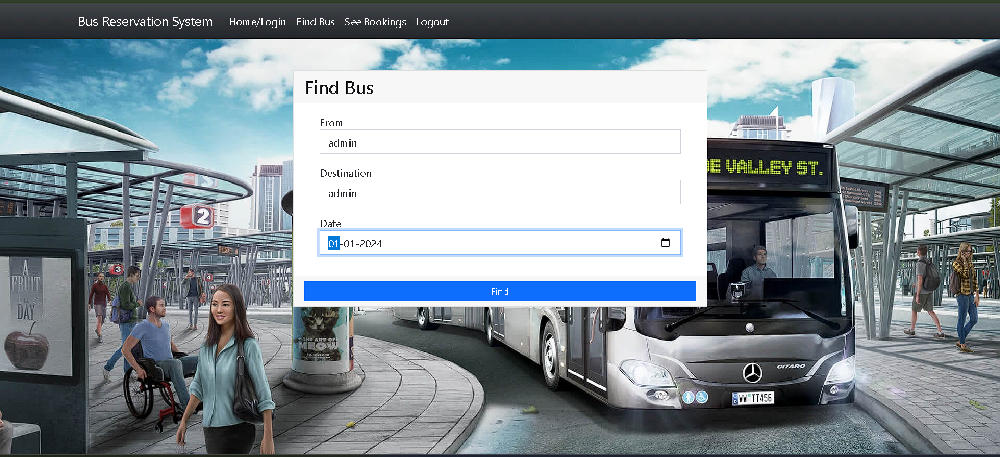 Bus Reservation System Home/Login Find Bus See Bookings Logout
Find Bus
From
admin
Destination
admin
Date
01-01-2024
Find
DE VALLEY ST.
2
3
4
A
FRUIT
a
DAY
THE ART OF
MEOW
10.10.2018
CITARO
WW TT456